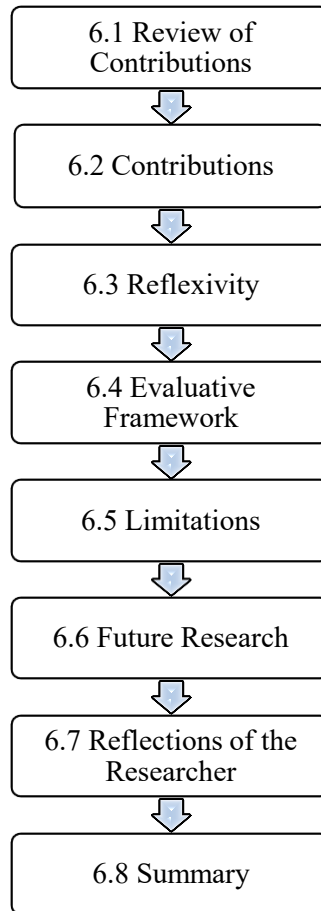 6.1 Review of
Contributions
6.2 Contributions
6.3 Reflexivity
6.4 Evaluative
Framework
6.5 Limitations
6.6 Future Research
6.7 Reflections of the
Researcher
6.8 Summary